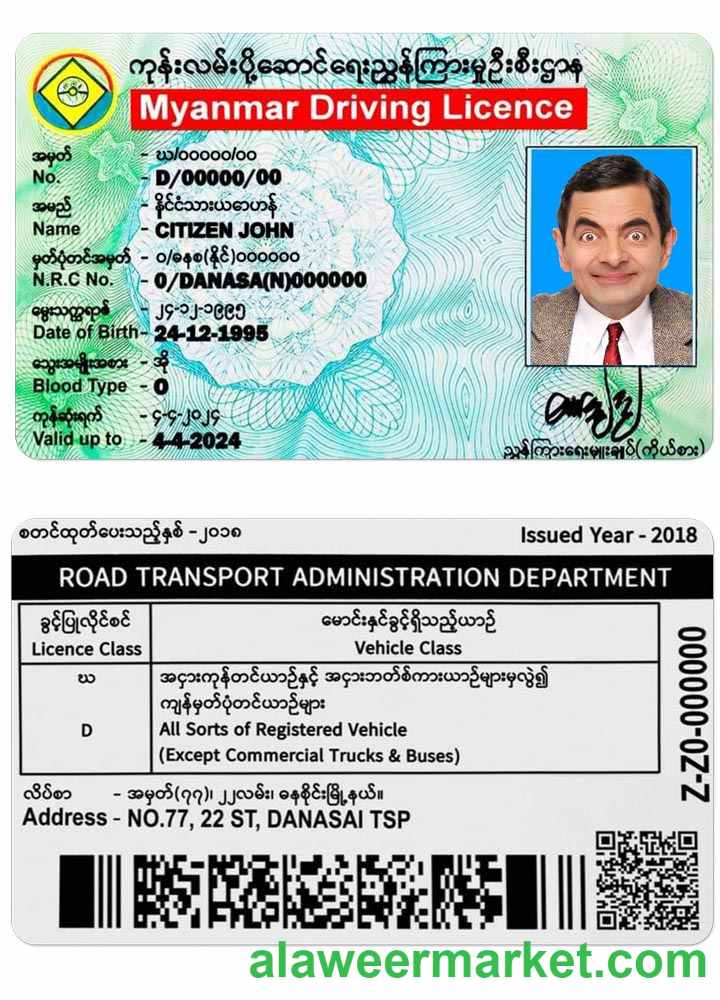 ကုန်းလမ်းပို့ဆောင်ရေးညွှန်ကြားမှုဦးစီးဌာန
Myanmar Driving Licence
အမှတ် - ဃ/၀၀၀၀၀/၀၀
No. - D/00000/00
အမည် - နိုင်ငံသားယောဟန်
Name - CITIZEN JOHN
မှတ်ပုံတင်အမှတ် - ၀/ဓနစ(နိုင်)၀၀၀၀၀၀
N.R.C No. - 0/DANASA(N)000000
မွေးသက္ကရာဇ် - ၂၄-၁၂-၁၉၉၅
Date of Birth- 24-12-1995
သွေးအမျိုးအစား - အို
Blood Type - O
ကုန်ဆုံးရက် - ၄-၄-၂၀၂၄
Valid up to - 4-4-2024
ညွှန်ကြားရေးမှူးချုပ်(ကိုယ်စား)
စတင်ထုတ်ပေးသည့်နှစ် -၂၀၁၈ Issued Year - 2018
ROAD TRANSPORT ADMINISTRATION DEPARTMENT
ခွင့်ပြုလိုင်စင် မောင်းနှင်ခွင့်ရှိသည့်ယာဉ်
Licence Class Vehicle Class
ဃ အငှားကုန်တင်ယာဉ်နှင့် အငှားဘတ်စ်ကားယာဉ်များမှလွဲ၍
ကျန်မှတ်ပုံတင်ယာဉ်များ
D All Sorts of Registered Vehicle
(Except Commercial Trucks & Buses)
Z-Z0-000000
လိပ်စာ - အမှတ်(၇၇)၊ ၂၂လမ်း၊ ဓနစိုင်းမြို့နယ်။
Address - NO.77, 22 ST, DANASAI TSP
alaweermarket.com